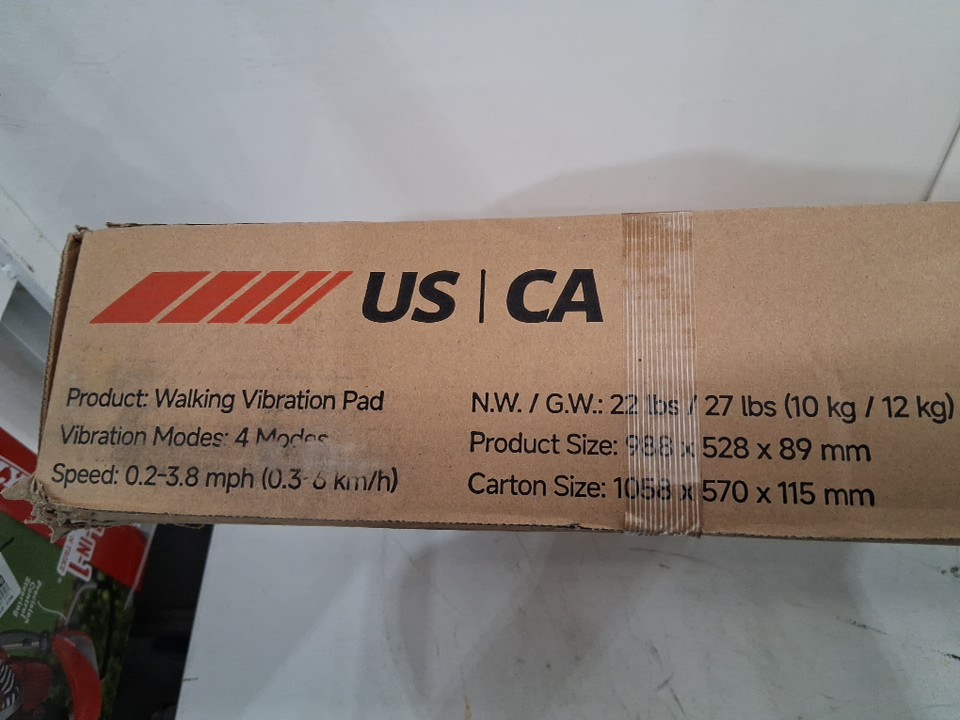 US | CA
Product: Walking Vibration Pad
Vibration Modes: 4 Modes
Speed: 0.2-3.8 mph (0.3-6 km/h)
N.W. / G.W.: 22 lbs / 27 lbs (10 kg / 12 kg)
Product Size: 988 x 528 x 89 mm
Carton Size: 1058 x 570 x 115 mm